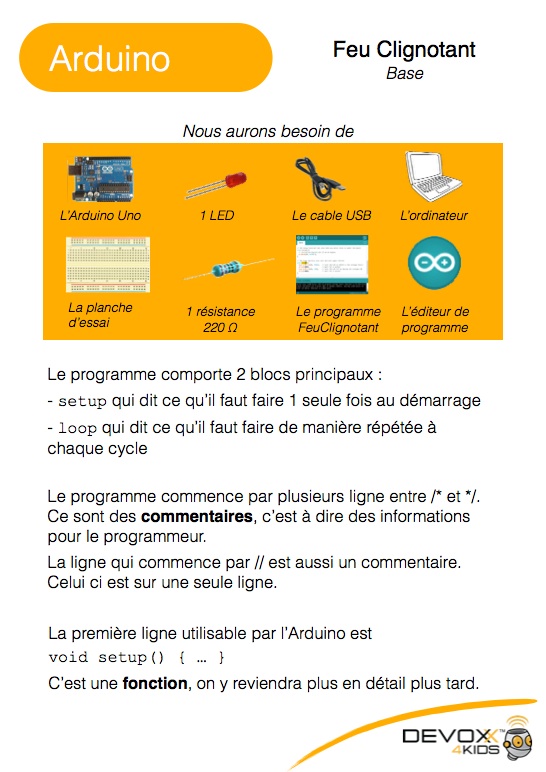 Arduino
Feu Clignotant
Base
Nous aurons besoin de
L'Arduino Uno
1 LED
Le cable USB
L'ordinateur
La planche
d'essai
1 résistance
220 Ω
Le programme
FeuClignotant
L'éditeur de
programme
Le programme comporte 2 blocs principaux :
- setup qui dit ce qu'il faut faire 1 seule fois au démarrage
- loop qui dit ce qu'il faut faire de manière répétée à
chaque cycle
Le programme commence par plusieurs ligne entre /* et */.
Ce sont des commentaires, c'est à dire des informations
pour le programmeur.
La ligne qui commence par // est aussi un commentaire.
Celui ci est sur une seule ligne.
La première ligne utilisable par l'Arduino est
void setup() { … }
C'est une fonction, on y reviendra plus en détail plus tard.
DEVOXX™
4KIDS